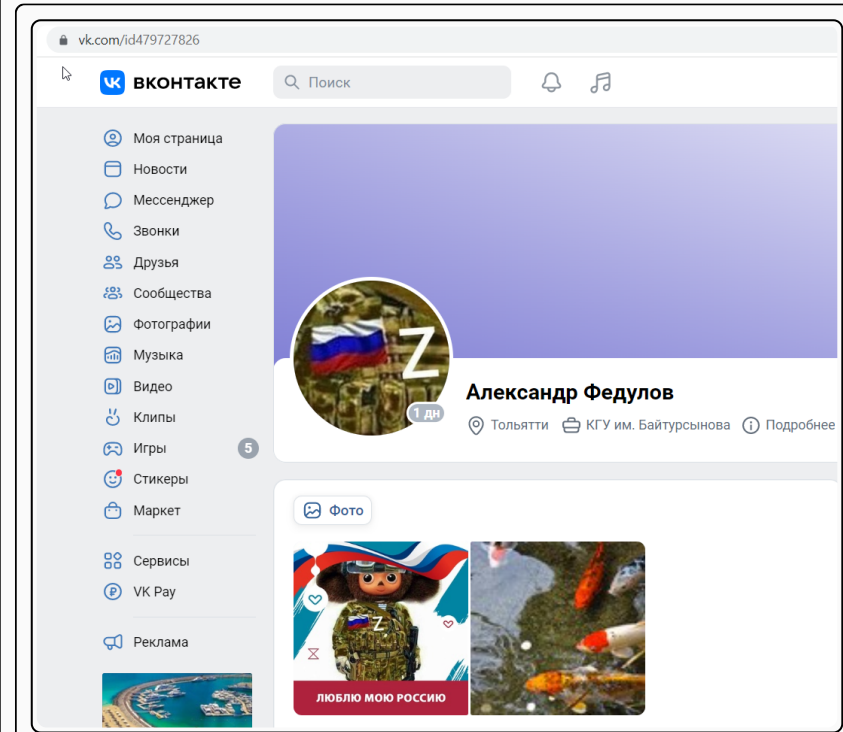 vk.com/id479727826
вконтакте
Поиск
Моя страница
Новости
Мессенджер
Звонки
Друзья
Сообщества
Фотографии
Музыка
Видео
Клипы
Игры
5
Стикеры
Маркет
Сервисы
VK Pay
Реклама
Z
1 дн
Александр Федулов
Тольятти
КГУ им. Байтурсынова
Подробнее
Фото
Z
ЛЮБЛЮ МОЮ РОССИЮ